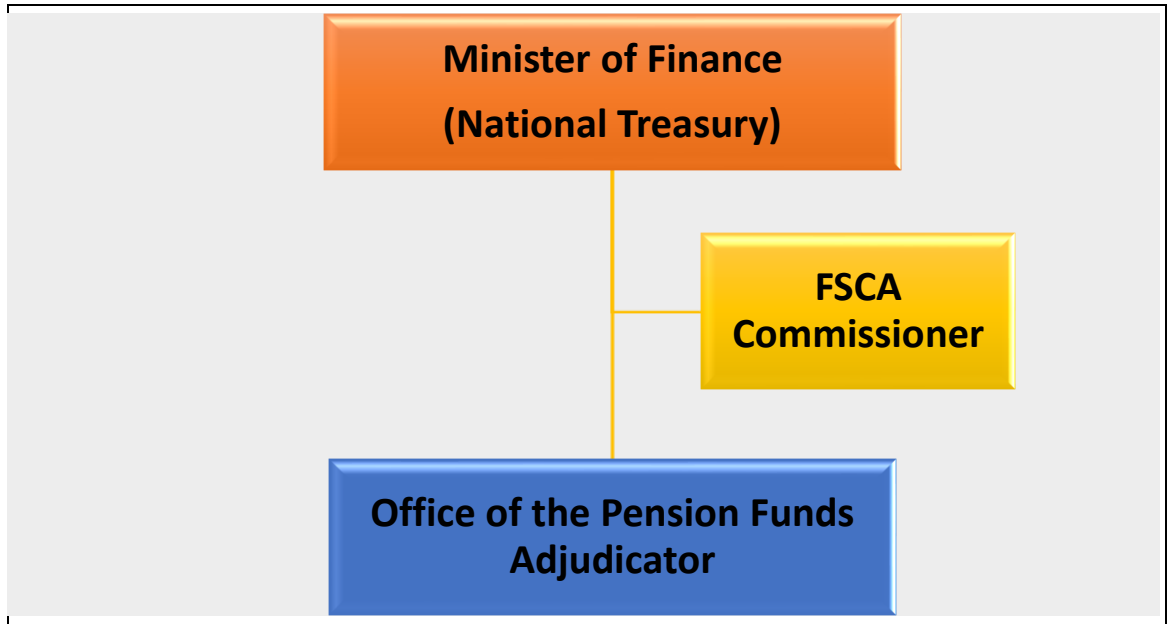 Minister of Finance
(National Treasury)
FSCA
Commissioner
Office of the Pension Funds
Adjudicator